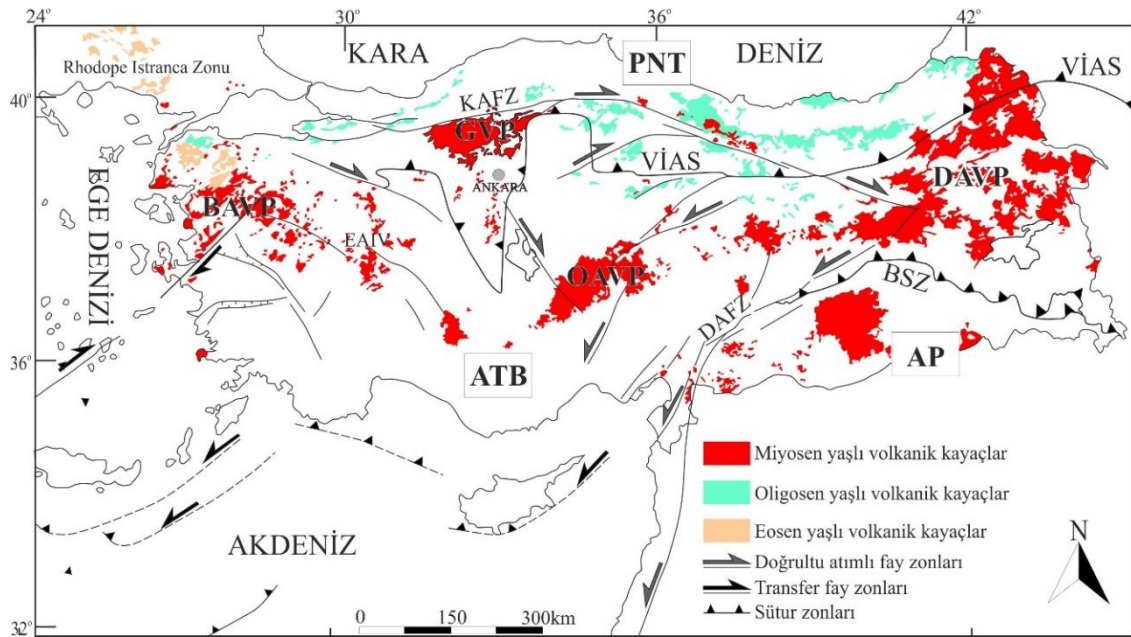 24°
30°
36°
42°
KARA
DENİZ
PNT
Rhodope Istranca Zonu
VİAS
40°
KAFZ
GVP
VİAS
ANKARA
DAVP
BAVP
EGE DENİZİ
EAIV
OAVP
BSZ
DAFZ
36°
ATB
AP
Miyosen yaşlı volkanik kayaçlar
Oligosen yaşlı volkanik kayaçlar
Eosen yaşlı volkanik kayaçlar
Doğrultu atımlı fay zonları
Transfer fay zonları
Sütur zonları
N
AKDENİZ
32°
0 150 300km